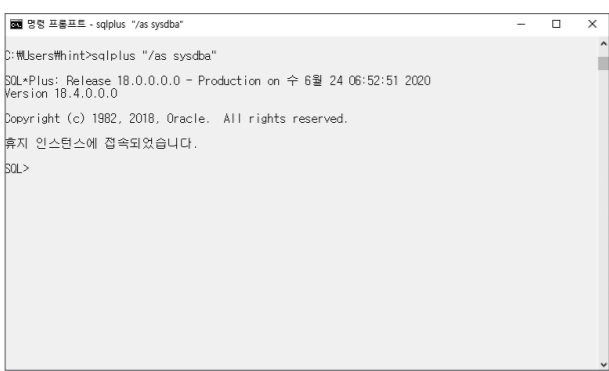 명령 프롬프트 - sqlplus "/as sysdba"
C:₩Users₩hint>sqlplus "/as sysdba"
SQL*Plus: Release 18.0.0.0.0 - Production on 수 6월 24 06:52:51 2020
Version 18.4.0.0.0
Copyright (c) 1982, 2018, Oracle.  All rights reserved.
휴지 인스턴스에 접속되었습니다.
SQL>